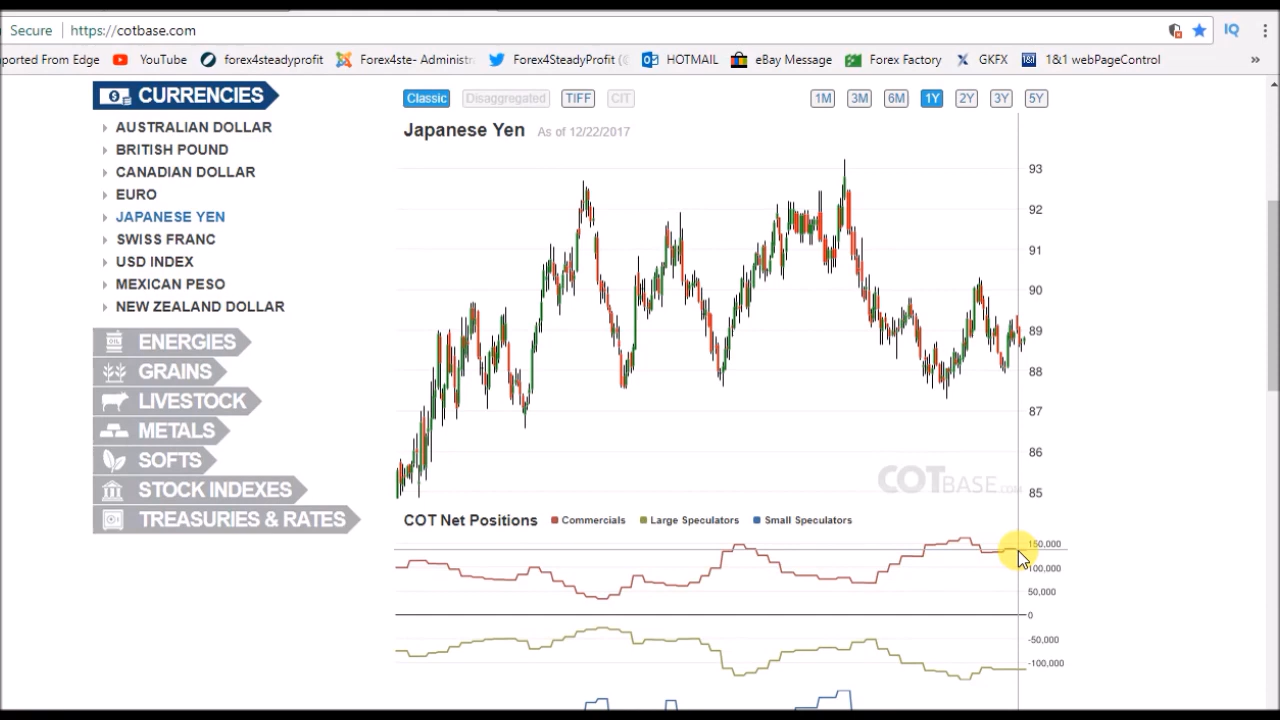 Secure https://cotbase.com IQ
ported From Edge YouTube forex4steadyprofit Forex4ste- Administr Forex4SteadyProfit (@ HOTMAIL eBay Message Forex Factory GKFX 1&1 1&1 webPageControl »
CURRENCIES
AUSTRALIAN DOLLAR
BRITISH POUND
CANADIAN DOLLAR
EURO
JAPANESE YEN
SWISS FRANC
USD INDEX
MEXICAN PESO
NEW ZEALAND DOLLAR
OIL ENERGIES
GRAINS
LIVESTOCK
METALS
SOFTS
STOCK INDEXES
TREASURIES & RATES
Classic Disaggregated TIFF CIT 1M 3M 6M 1Y 2Y 3Y 5Y
Japanese Yen As of 12/22/2017
93
92
91
90
89
88
87
86
85
COTBASE.COM
COT Net Positions Commercials Large Speculators Small Speculators
150,000
100,000
50,000
0
-50,000
-100,000